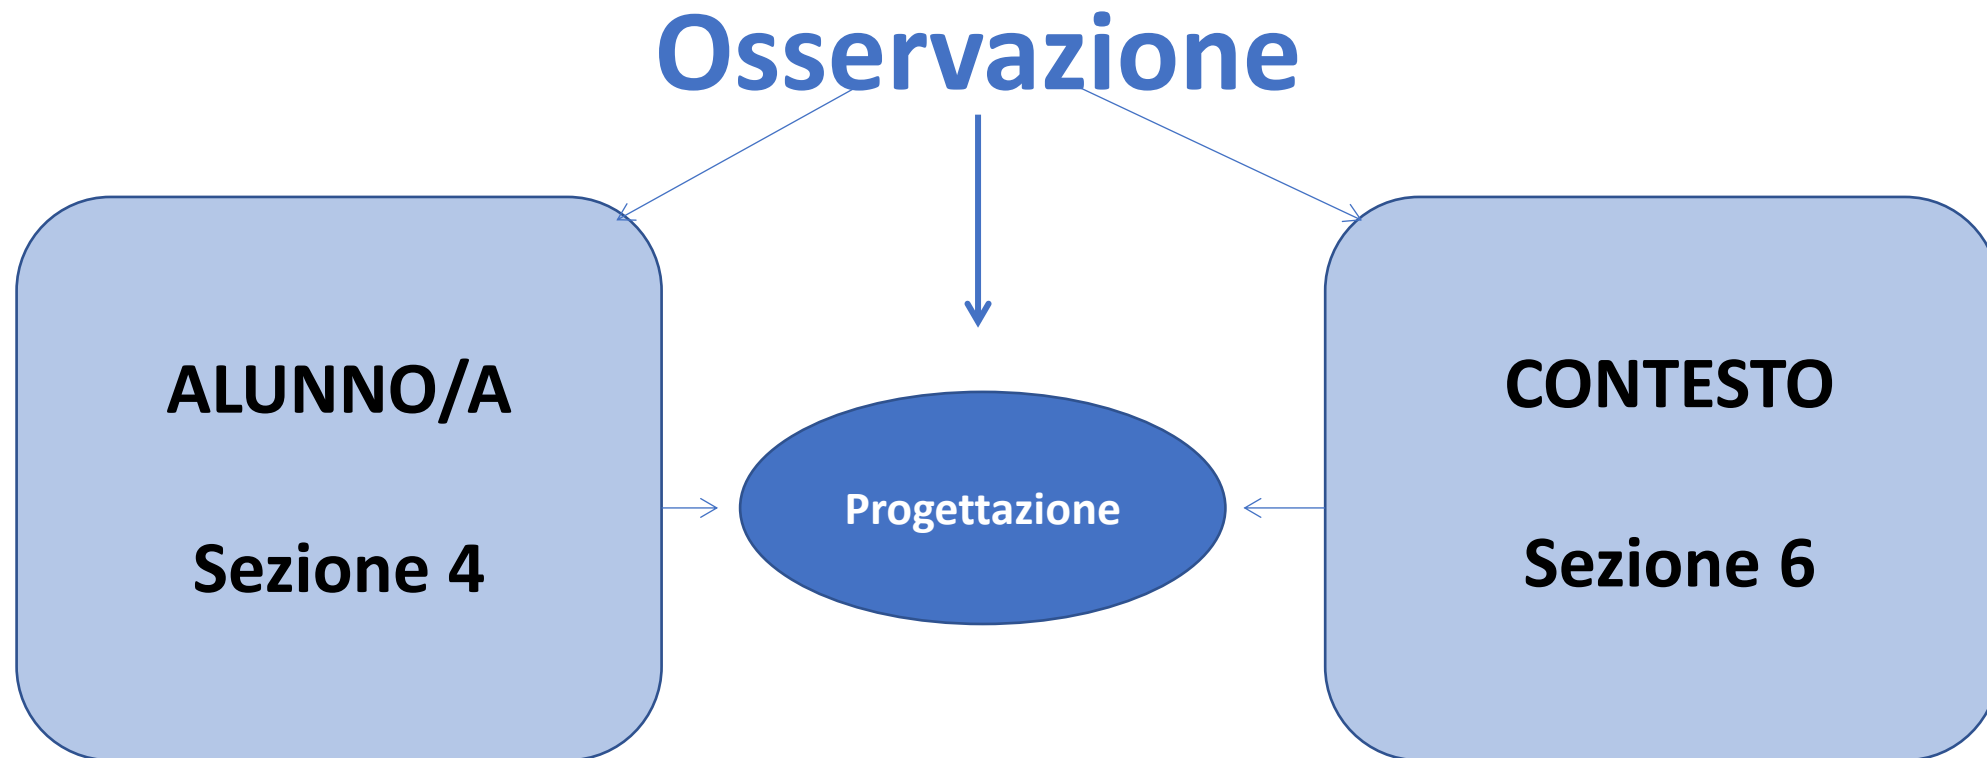 Osservazione
ALUNNO/A
Sezione 4
Progettazione
CONTESTO
Sezione 6